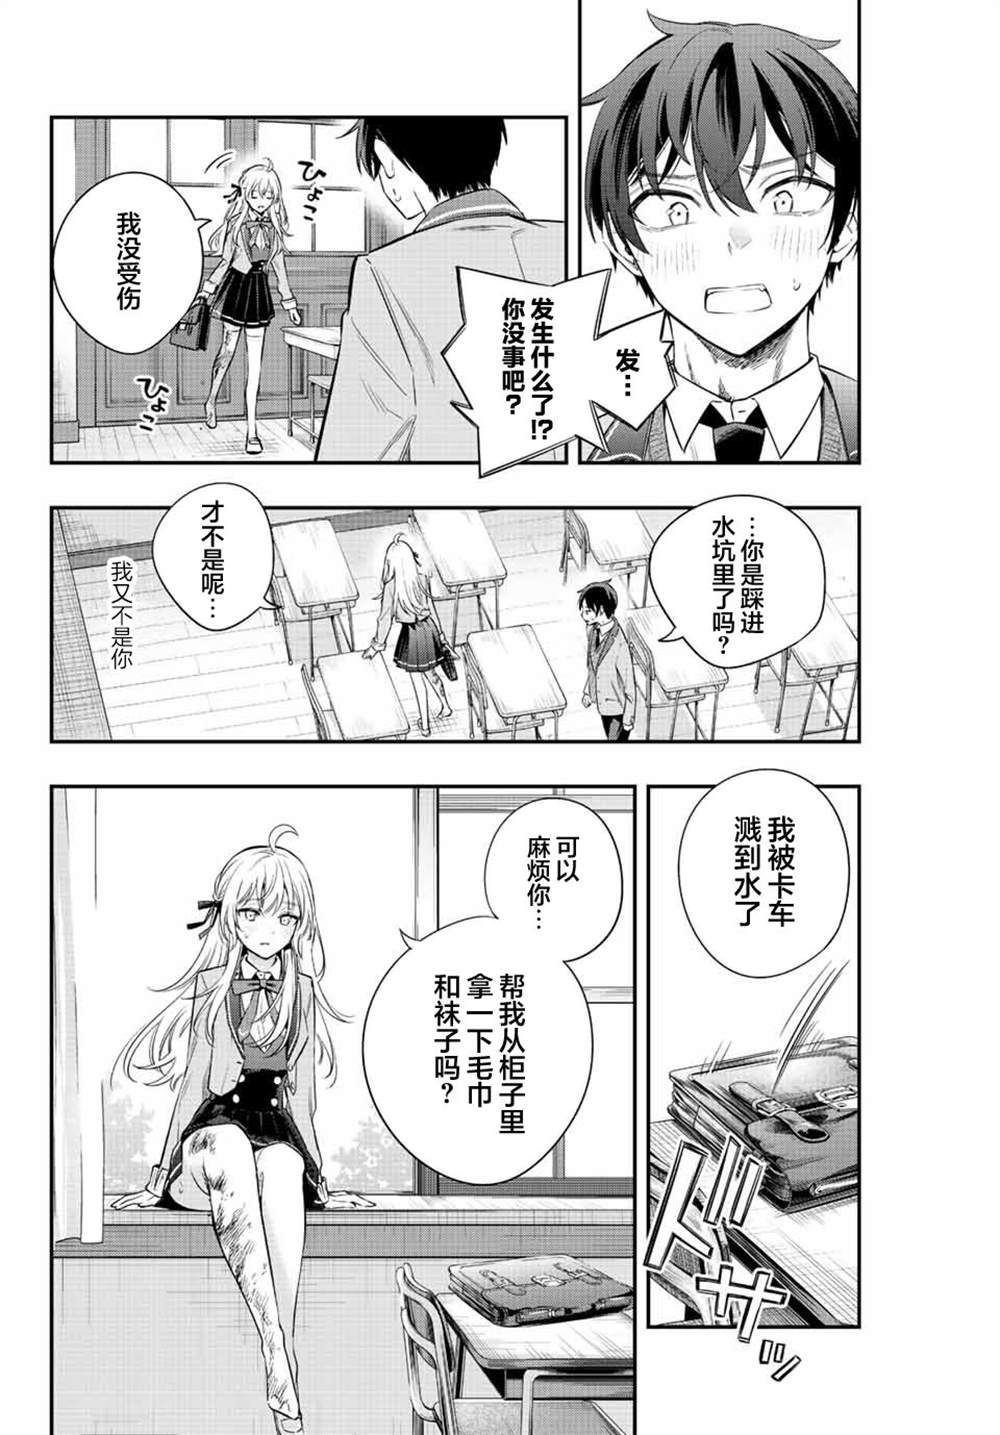 发…
发生什么了!?
你没事吧?
ひょこ
我没受伤
ひょこ
…你是踩进
水坑里了吗?
才不是呢…
我又不是你
我被卡车
溅到水了
ドサッ
可以
麻烦你…
帮我从柜子里
拿一下毛巾
和袜子吗?